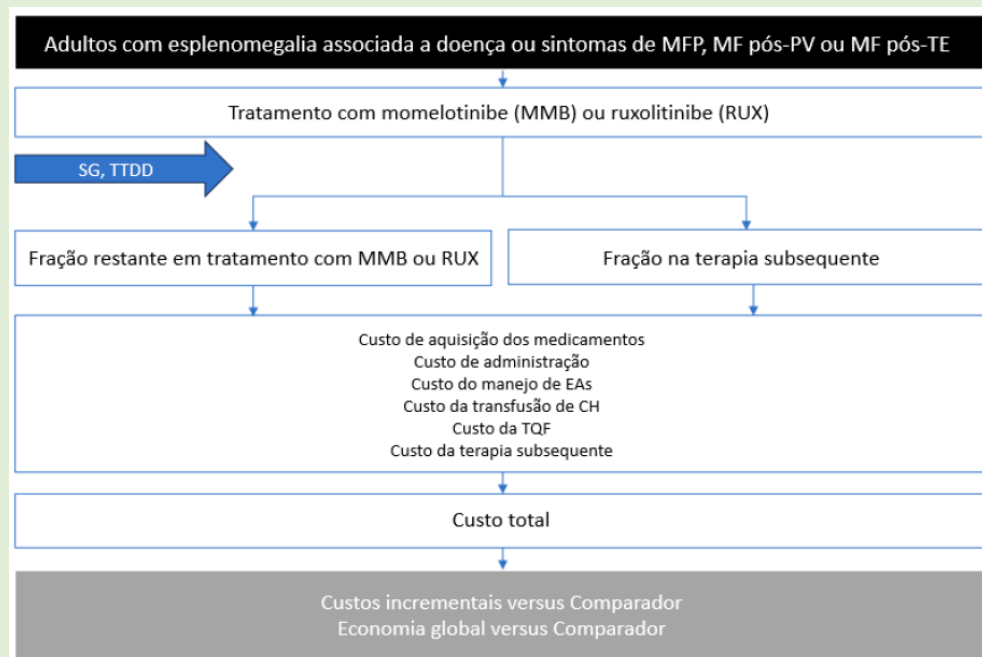 Adultos com esplenomegalia associada a doença ou sintomas de MFP, MF pós-PV ou MF pós-TE
Tratamento com momelotinibe (MMB) ou ruxolitinibe (RUX)
SG, TTDD
Fração restante em tratamento com MMB ou RUX
Fração na terapia subsequente
Custo de aquisição dos medicamentos
Custo de administração
Custo do manejo de EAs
Custo da transfusão de CH
Custo da TQF
Custo da terapia subsequente
Custo total
Custos incrementais versus Comparador
Economia global versus Comparador